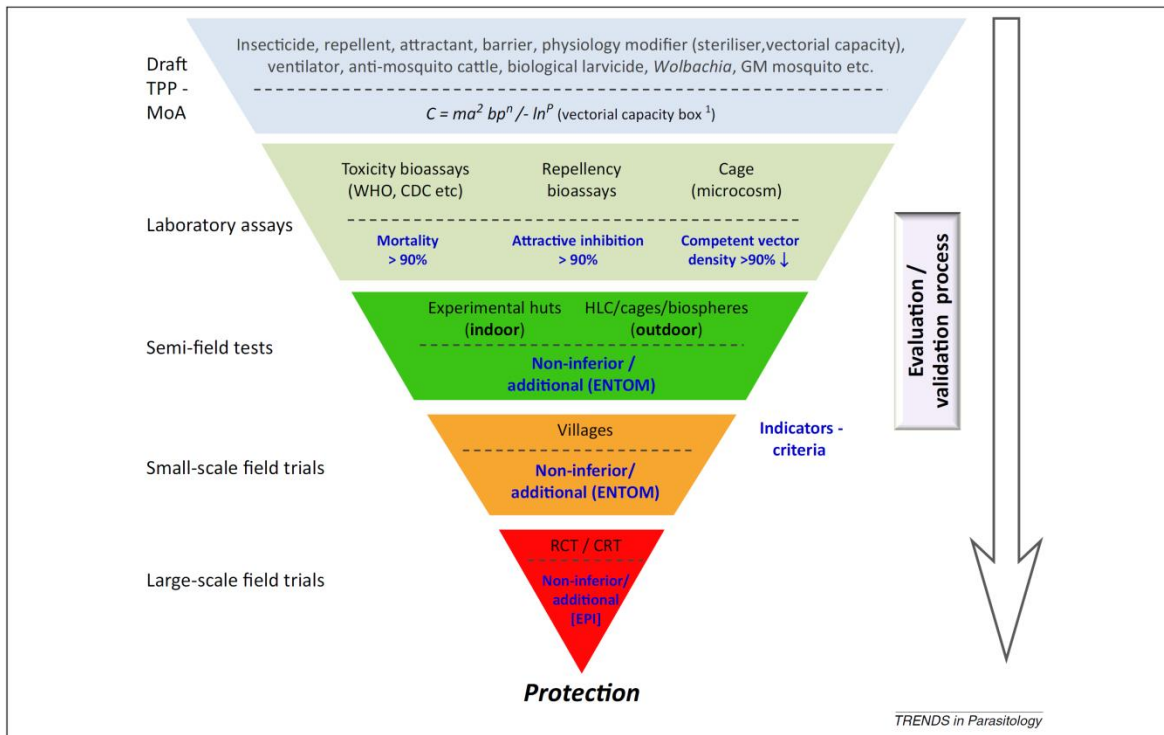 Draft
TPP -
MoA
Insecticide, repellent, attractant, barrier, physiology modifier (steriliser,vectorial capacity),
ventilator, anti-mosquito cattle, biological larvicide, Wolbachia, GM mosquito etc.
C = ma² bpⁿ /- lnᴾ (vectorial capacity box ¹)
Laboratory assays
Toxicity bioassays
(WHO, CDC etc)
Repellency
bioassays
Cage
(microcosm)
Mortality
> 90%
Attractive inhibition
> 90%
Competent vector
density >90% ↓
Semi-field tests
Experimental huts
(indoor)
HLC/cages/biospheres
(outdoor)
Non-inferior /
additional (ENTOM)
Small-scale field trials
Villages
Non-inferior/
additional (ENTOM)
Indicators -
criteria
Evaluation /
validation process
Large-scale field trials
RCT / CRT
Non-inferior/
additional
[EPI]
Protection
TRENDS in Parasitology